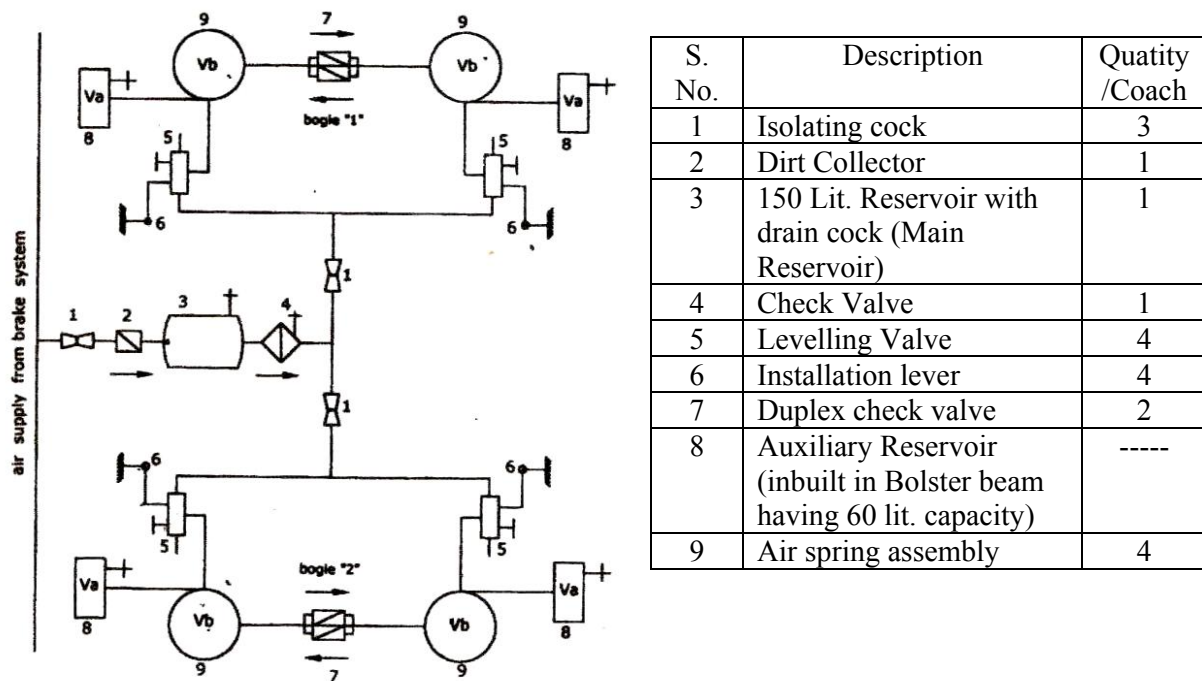 9
7
9
Vb
Vb
Va
Va
8
8
bogie "1"
5
5
6
6
1
1
2
3
4
1
air supply from brake system
6
6
5
5
bogie "2"
Va
Va
8
8
Vb
Vb
9
7
9
S. No. Description Quatity /Coach
1 Isolating cock 3
2 Dirt Collector 1
3 150 Lit. Reservoir with 1
drain cock (Main
Reservoir)
4 Check Valve 1
5 Levelling Valve 4
6 Installation lever 4
7 Duplex check valve 2
8 Auxiliary Reservoir -----
(inbuilt in Bolster beam
having 60 lit. capacity)
9 Air spring assembly 4